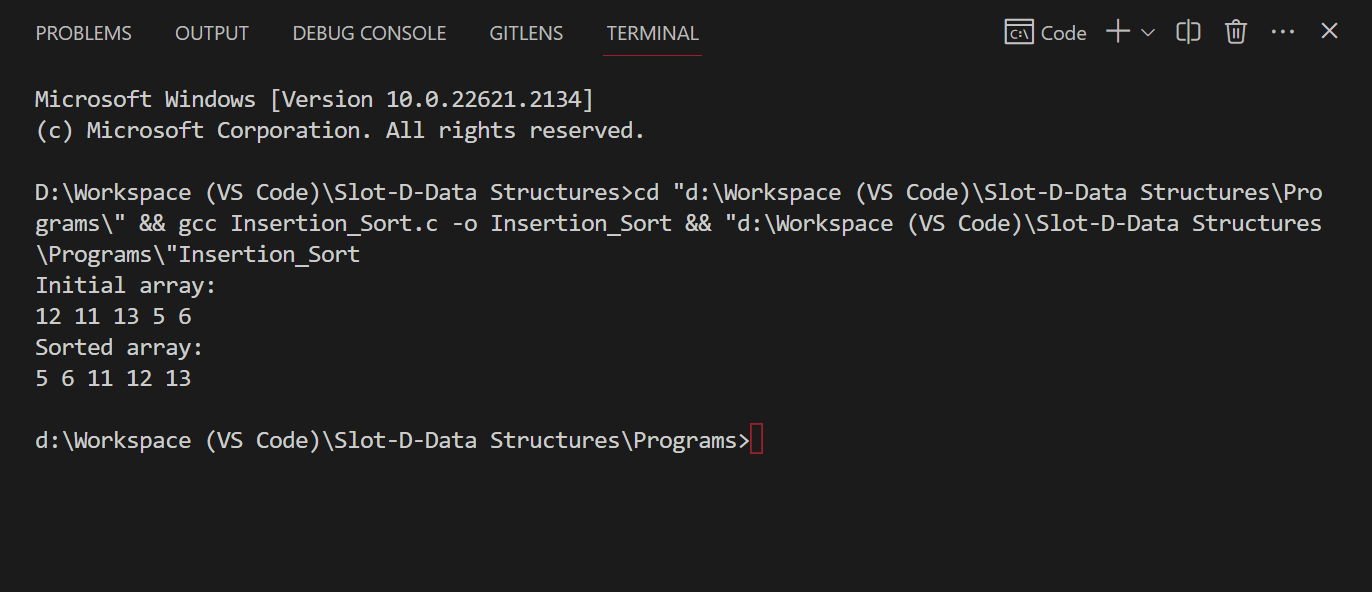 PROBLEMS OUTPUT DEBUG CONSOLE GITLENS TERMINAL C:\ Code
Microsoft Windows [Version 10.0.22621.2134]
(c) Microsoft Corporation. All rights reserved.
D:\Workspace (VS Code)\Slot-D-Data Structures>cd "d:\Workspace (VS Code)\Slot-D-Data Structures\Pro
grams\" && gcc Insertion_Sort.c -o Insertion_Sort && "d:\Workspace (VS Code)\Slot-D-Data Structures
\Programs\"Insertion_Sort
Initial array:
12 11 13 5 6
Sorted array:
5 6 11 12 13
d:\Workspace (VS Code)\Slot-D-Data Structures\Programs>